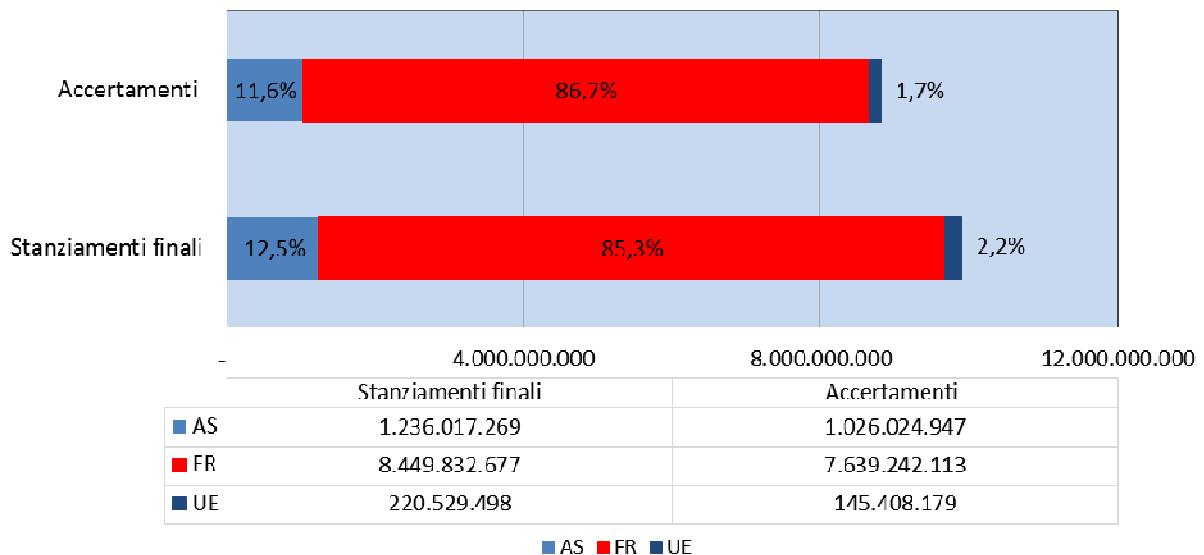 Accertamenti 11,6% 86,7% 1,7%
Stanziamenti finali 12,5% 85,3% 2,2%
- 4.000.000.000 8.000.000.000 12.000.000.000
Stanziamenti finali Accertamenti
AS 1.236.017.269 1.026.024.947
FR 8.449.832.677 7.639.242.113
UE 220.529.498 145.408.179
AS FR UE